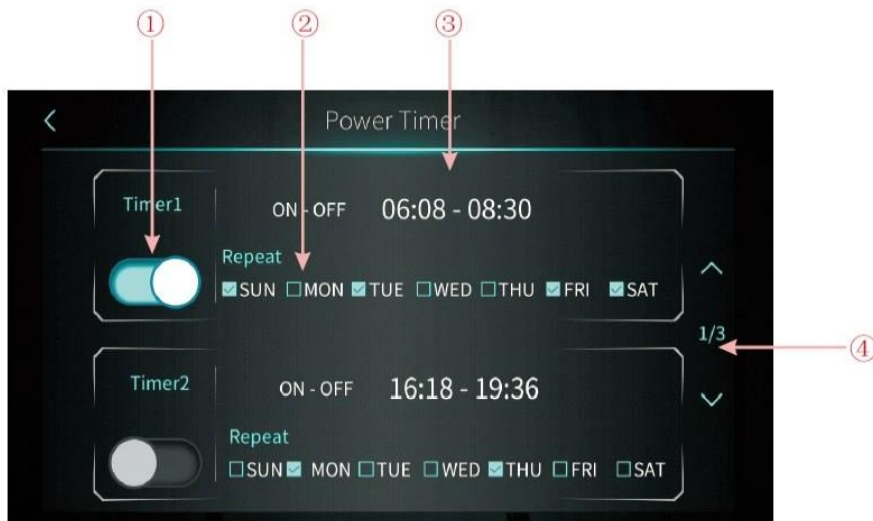 ① ② ③
Power Timer
Timer1
ON - OFF 06:08 - 08:30
Repeat
SUN MON TUE WED THU FRI SAT
1/3
④
Timer2
ON - OFF 16:18 - 19:36
Repeat
SUN MON TUE WED THU FRI SAT